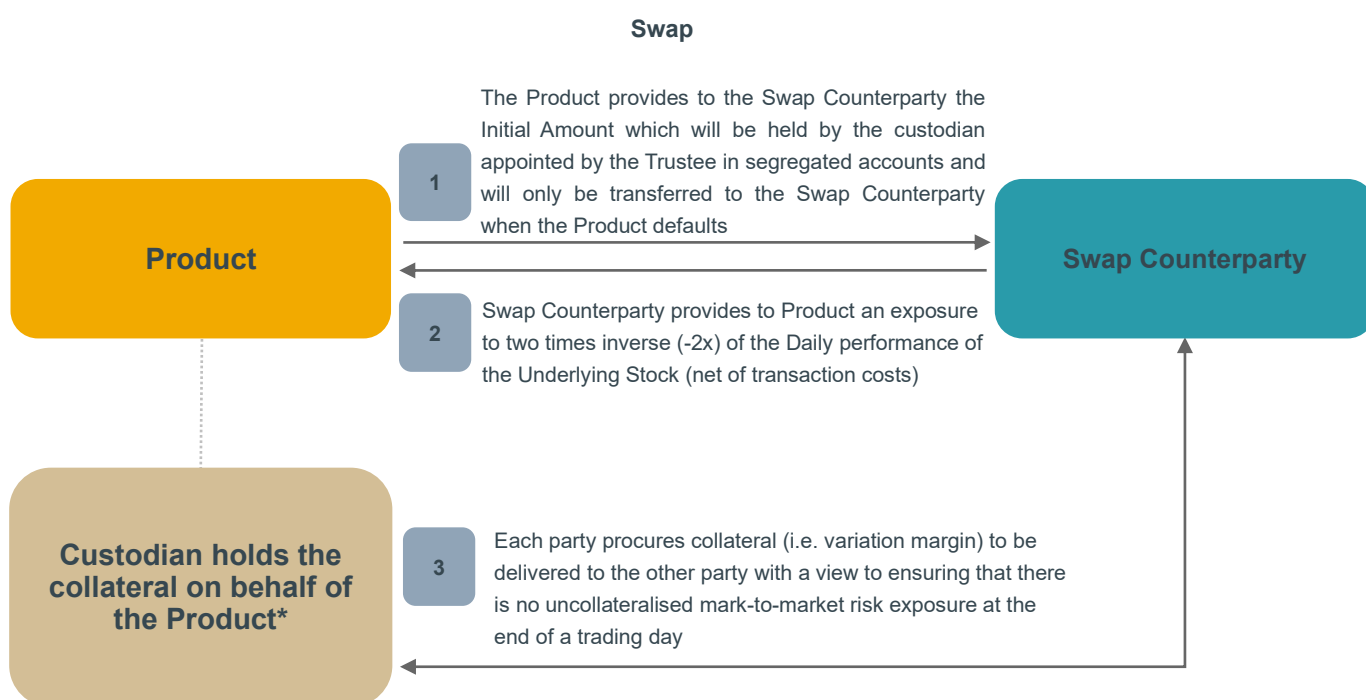 Swap
The Product provides to the Swap Counterparty the
Initial Amount which will be held by the custodian
appointed by the Trustee in segregated accounts and
will only be transferred to the Swap Counterparty
when the Product defaults
1
Product
Swap Counterparty
2
Swap Counterparty provides to Product an exposure
to two times inverse (-2x) of the Daily performance of
the Underlying Stock (net of transaction costs)
Custodian holds the
collateral on behalf of
the Product*
3
Each party procures collateral (i.e. variation margin) to be
delivered to the other party with a view to ensuring that there
is no uncollateralised mark-to-market risk exposure at the
end of a trading day